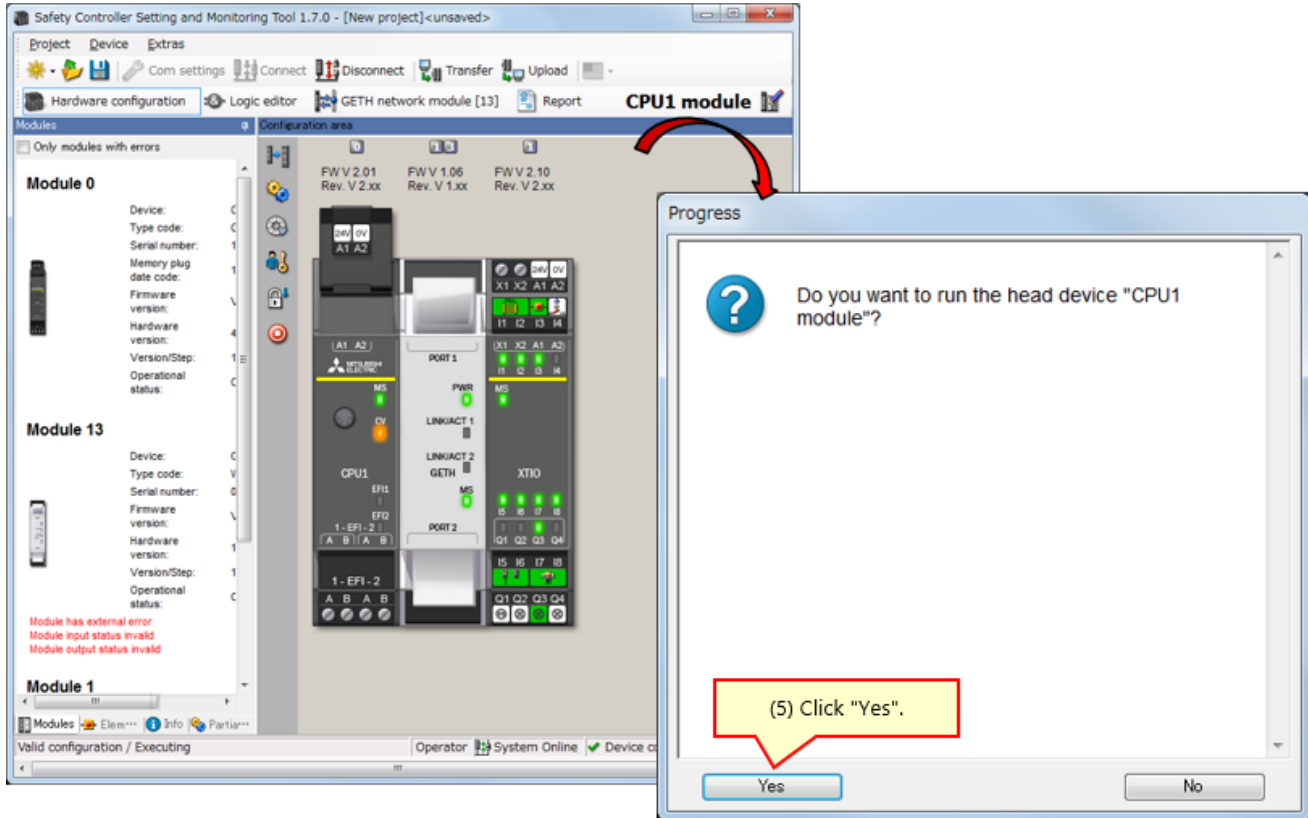 Safety Controller Setting and Monitoring Tool 1.7.0 - [New project]<unsaved>
Project Device Extras
Com settings Connect Disconnect Transfer Upload
Hardware configuration Logic editor GETH network module [13] Report CPU1 module
Modules
Configuration area
Only modules with errors
Module 0
Device:
Type code:
Serial number:
Memory plug
date code:
Firmware
version:
Hardware
version:
Version/Step:
Operational
status:
Module 13
Device:
Type code:
Serial number:
Firmware
version:
Hardware
version:
Version/Step:
Operational
status:
Module has external error
Module input status invalid
Module output status invalid
Module 1
Modules Elem··· Info Partia···
Valid configuration / Executing
Operator System Online Device co
FW V 2.01
Rev. V 2.xx
24V 0V
A1 A2
A1 A2
MITSUBISHI
ELECTRIC
MS
CV
CPU1
EFI1
EFI2
1 - EFI - 2
A B A B
1 - EFI - 2
A B A B
FW V 1.06
Rev. V 1.xx
PORT 1
PWR
LINK/ACT 1
LINK/ACT 2
GETH
MS
PORT 2
FW V 2.10
Rev. V 2.xx
24V 0V
X1 X2 A1 A2
I1 I2 I3 I4
X1 X2 A1 A2
I1 I2 I3 I4
MS
XTIO
I5 I6 I7 I8
Q1 Q2 Q3 Q4
I5 I6 I7 I8
Q1 Q2 Q3 Q4
Progress
Do you want to run the head device "CPU1
module"?
(5) Click "Yes".
Yes
No